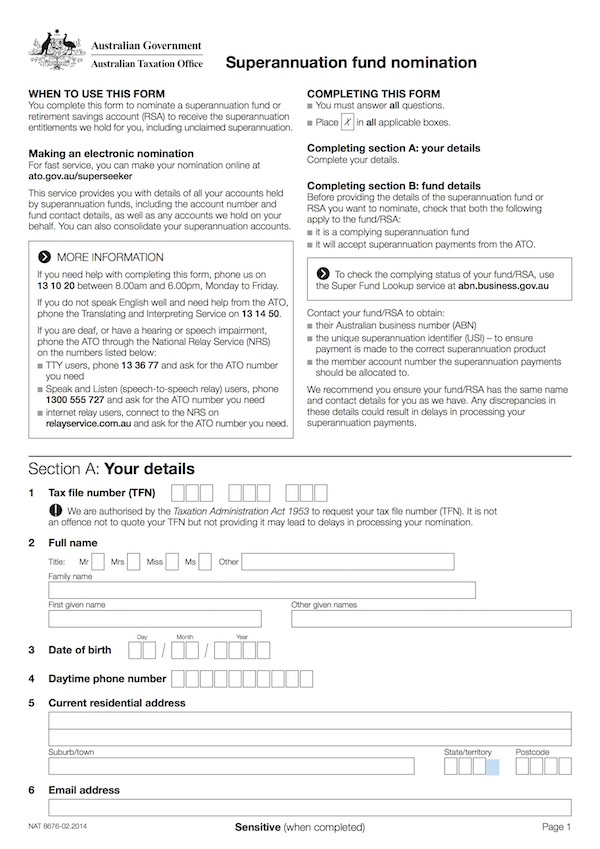 Australian Government
Australian Taxation Office
Superannuation fund nomination
WHEN TO USE THIS FORM
You complete this form to nominate a superannuation fund or
retirement savings account (RSA) to receive the superannuation
entitlements we hold for you, including unclaimed superannuation.
Making an electronic nomination
For fast service, you can make your nomination online at
ato.gov.au/superseeker
This service provides you with details of all your accounts held
by superannuation funds, including the account number and
fund contact details, as well as any accounts we hold on your
behalf. You can also consolidate your superannuation accounts.
MORE INFORMATION
If you need help with completing this form, phone us on
13 10 20 between 8.00am and 6.00pm, Monday to Friday.
If you do not speak English well and need help from the ATO,
phone the Translating and Interpreting Service on 13 14 50.
If you are deaf, or have a hearing or speech impairment,
phone the ATO through the National Relay Service (NRS)
on the numbers listed below:
■ TTY users, phone 13 36 77 and ask for the ATO number
you need
■ Speak and Listen (speech-to-speech relay) users, phone
1300 555 727 and ask for the ATO number you need
■ internet relay users, connect to the NRS on
relayservice.com.au and ask for the ATO number you need.
COMPLETING THIS FORM
■ You must answer all questions.
■ Place X in all applicable boxes.
Completing section A: your details
Complete your details.
Completing section B: fund details
Before providing the details of the superannuation fund or
RSA you want to nominate, check that both the following
apply to the fund/RSA:
■ it is a complying superannuation fund
■ it will accept superannuation payments from the ATO.
To check the complying status of your fund/RSA, use
the Super Fund Lookup service at abn.business.gov.au
Contact your fund/RSA to obtain:
■ their Australian business number (ABN)
■ the unique superannuation identifier (USI) – to ensure
payment is made to the correct superannuation product
■ the member account number the superannuation payments
should be allocated to.
We recommend you ensure your fund/RSA has the same name
and contact details for you as we have. Any discrepancies in
these details could result in delays in processing your
superannuation payments.
Section A: Your details
1 Tax file number (TFN)
We are authorised by the Taxation Administration Act 1953 to request your tax file number (TFN). It is not
an offence not to quote your TFN but not providing it may lead to delays in processing your nomination.
2 Full name
Title: Mr Mrs Miss Ms Other
Family name
First given name Other given names
Day Month Year
3 Date of birth / /
4 Daytime phone number
5 Current residential address
Suburb/town State/territory Postcode
6 Email address
NAT 8676-02.2014 Sensitive (when completed) Page 1